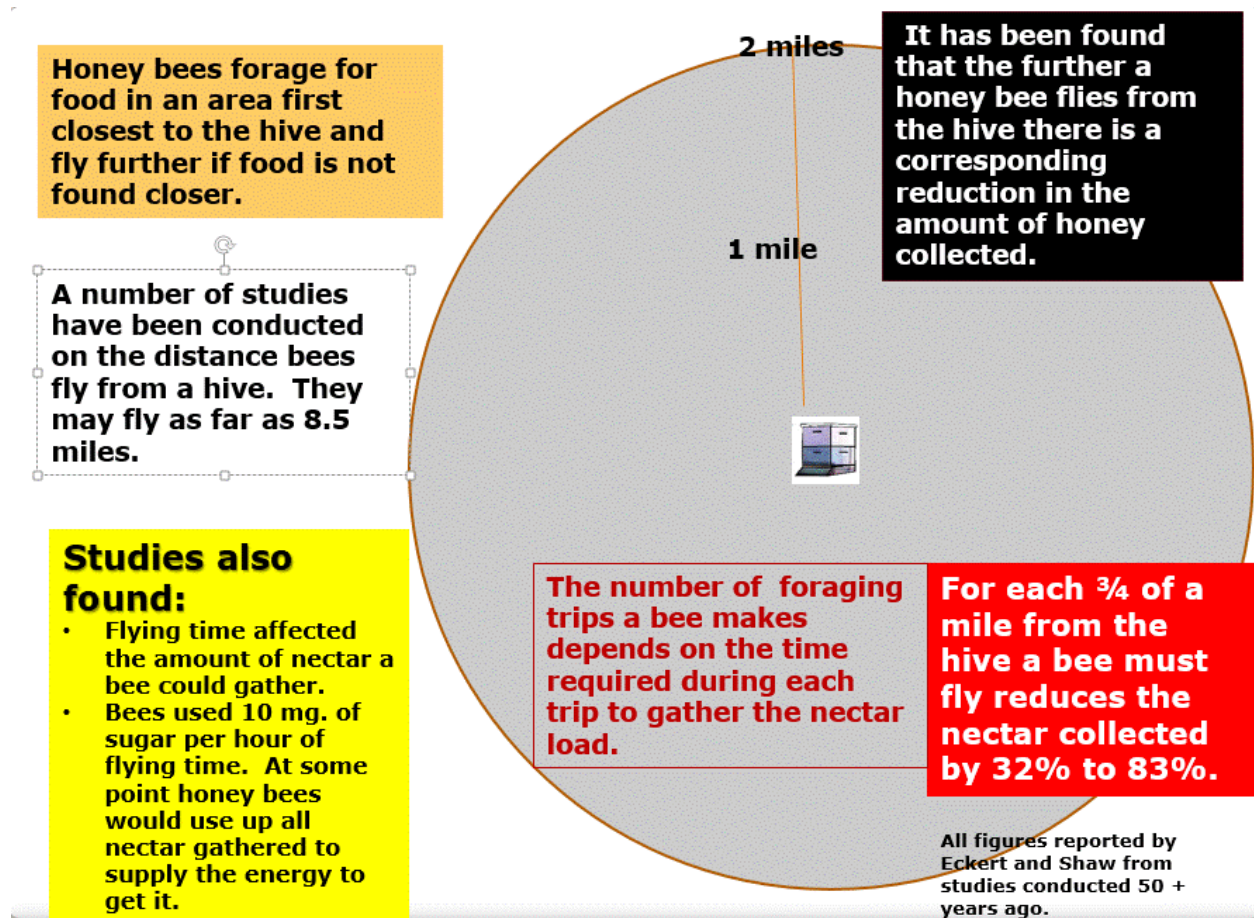 Honey bees forage for
food in an area first
closest to the hive and
fly further if food is not
found closer.
A number of studies
have been conducted
on the distance bees
fly from a hive.  They
may fly as far as 8.5
miles.
Studies also
found:
• Flying time affected
the amount of nectar a
bee could gather.
• Bees used 10 mg. of
sugar per hour of
flying time.  At some
point honey bees
would use up all
nectar gathered to
supply the energy to
get it.
2 miles
1 mile
It has been found
that the further a
honey bee flies from
the hive there is a
corresponding
reduction in the
amount of honey
collected.
The number of  foraging
trips a bee makes
depends on the time
required during each
trip to gather the nectar
load.
For each ¾ of a
mile from the
hive a bee must
fly reduces the
nectar collected
by 32% to 83%.
All figures reported by
Eckert and Shaw from
studies conducted 50 +
years ago.